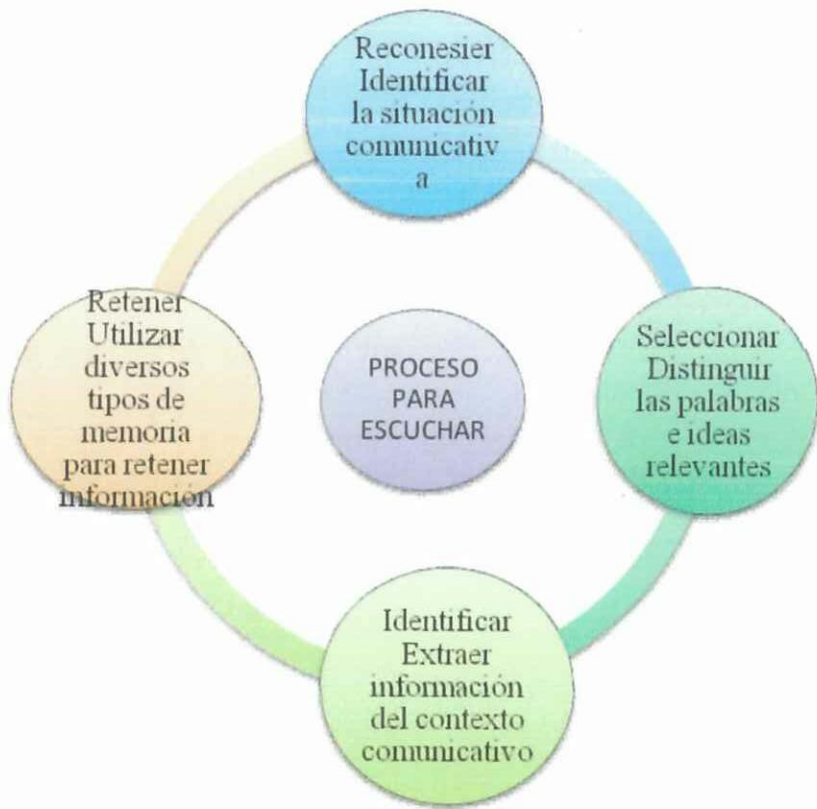 Reconesier
Identificar
la situación
comunicativ
a
Retener
Utilizar
diversos
tipos de
memoria
para retener
información
PROCESO
PARA
ESCUCHAR
Seleccionar
Distinguir
las palabras
e ideas
relevantes
Identificar
Extraer
información
del contexto
comunicativo